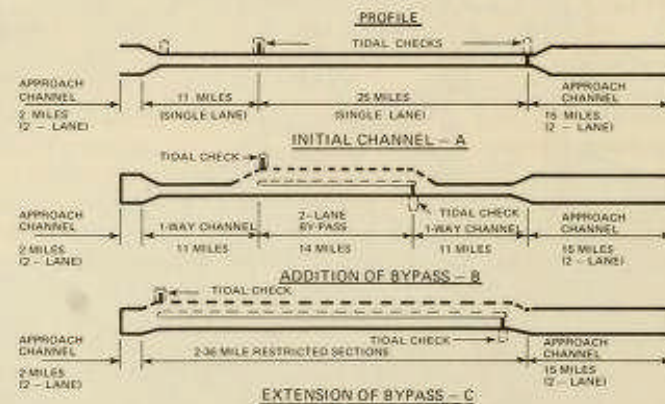 PROFILE
TIDAL CHECKS
APPROACH CHANNEL
2 MILES
(2 - LANE)
11 MILES
(SINGLE LANE)
25 MILES
(SINGLE LANE)
APPROACH CHANNEL
15 MILES
(2 - LANE)
INITIAL CHANNEL - A
TIDAL CHECK
APPROACH CHANNEL
2 MILES
(2 - LANE)
1-WAY CHANNEL
11 MILES
2-LANE
BY-PASS
14 MILES
TIDAL CHECK
1-WAY CHANNEL
11 MILES
APPROACH CHANNEL
15 MILES
(2 - LANE)
ADDITION OF BYPASS - B
TIDAL CHECK
APPROACH CHANNEL
2 MILES
(2 - LANE)
2-36 MILE RESTRICTED SECTIONS
TIDAL CHECK
APPROACH CHANNEL
15 MILES
(2 - LANE)
EXTENSION OF BYPASS - C